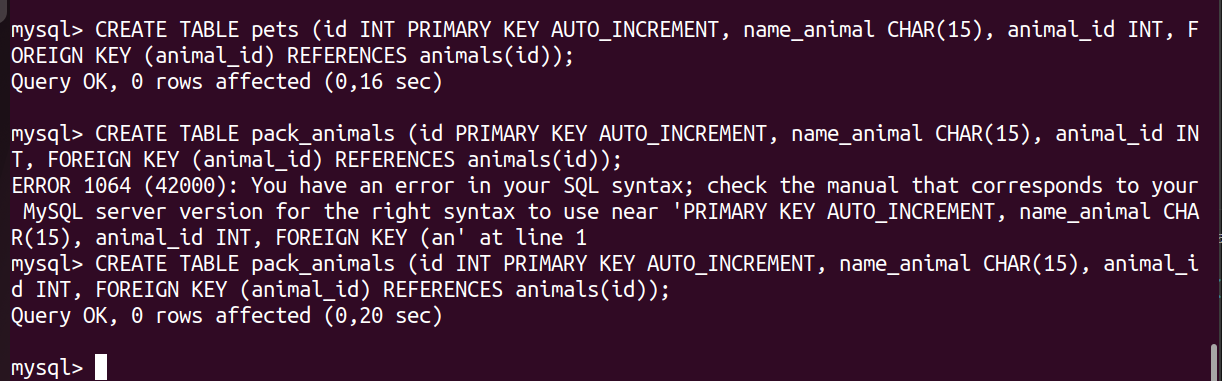 mysql> CREATE TABLE pets (id INT PRIMARY KEY AUTO_INCREMENT, name_animal CHAR(15), animal_id INT, F
OREIGN KEY (animal_id) REFERENCES animals(id));
Query OK, 0 rows affected (0,16 sec)

mysql> CREATE TABLE pack_animals (id PRIMARY KEY AUTO_INCREMENT, name_animal CHAR(15), animal_id IN
T, FOREIGN KEY (animal_id) REFERENCES animals(id));
ERROR 1064 (42000): You have an error in your SQL syntax; check the manual that corresponds to your
 MySQL server version for the right syntax to use near 'PRIMARY KEY AUTO_INCREMENT, name_animal CHA
R(15), animal_id INT, FOREIGN KEY (an' at line 1
mysql> CREATE TABLE pack_animals (id INT PRIMARY KEY AUTO_INCREMENT, name_animal CHAR(15), animal_i
d INT, FOREIGN KEY (animal_id) REFERENCES animals(id));
Query OK, 0 rows affected (0,20 sec)

mysql>